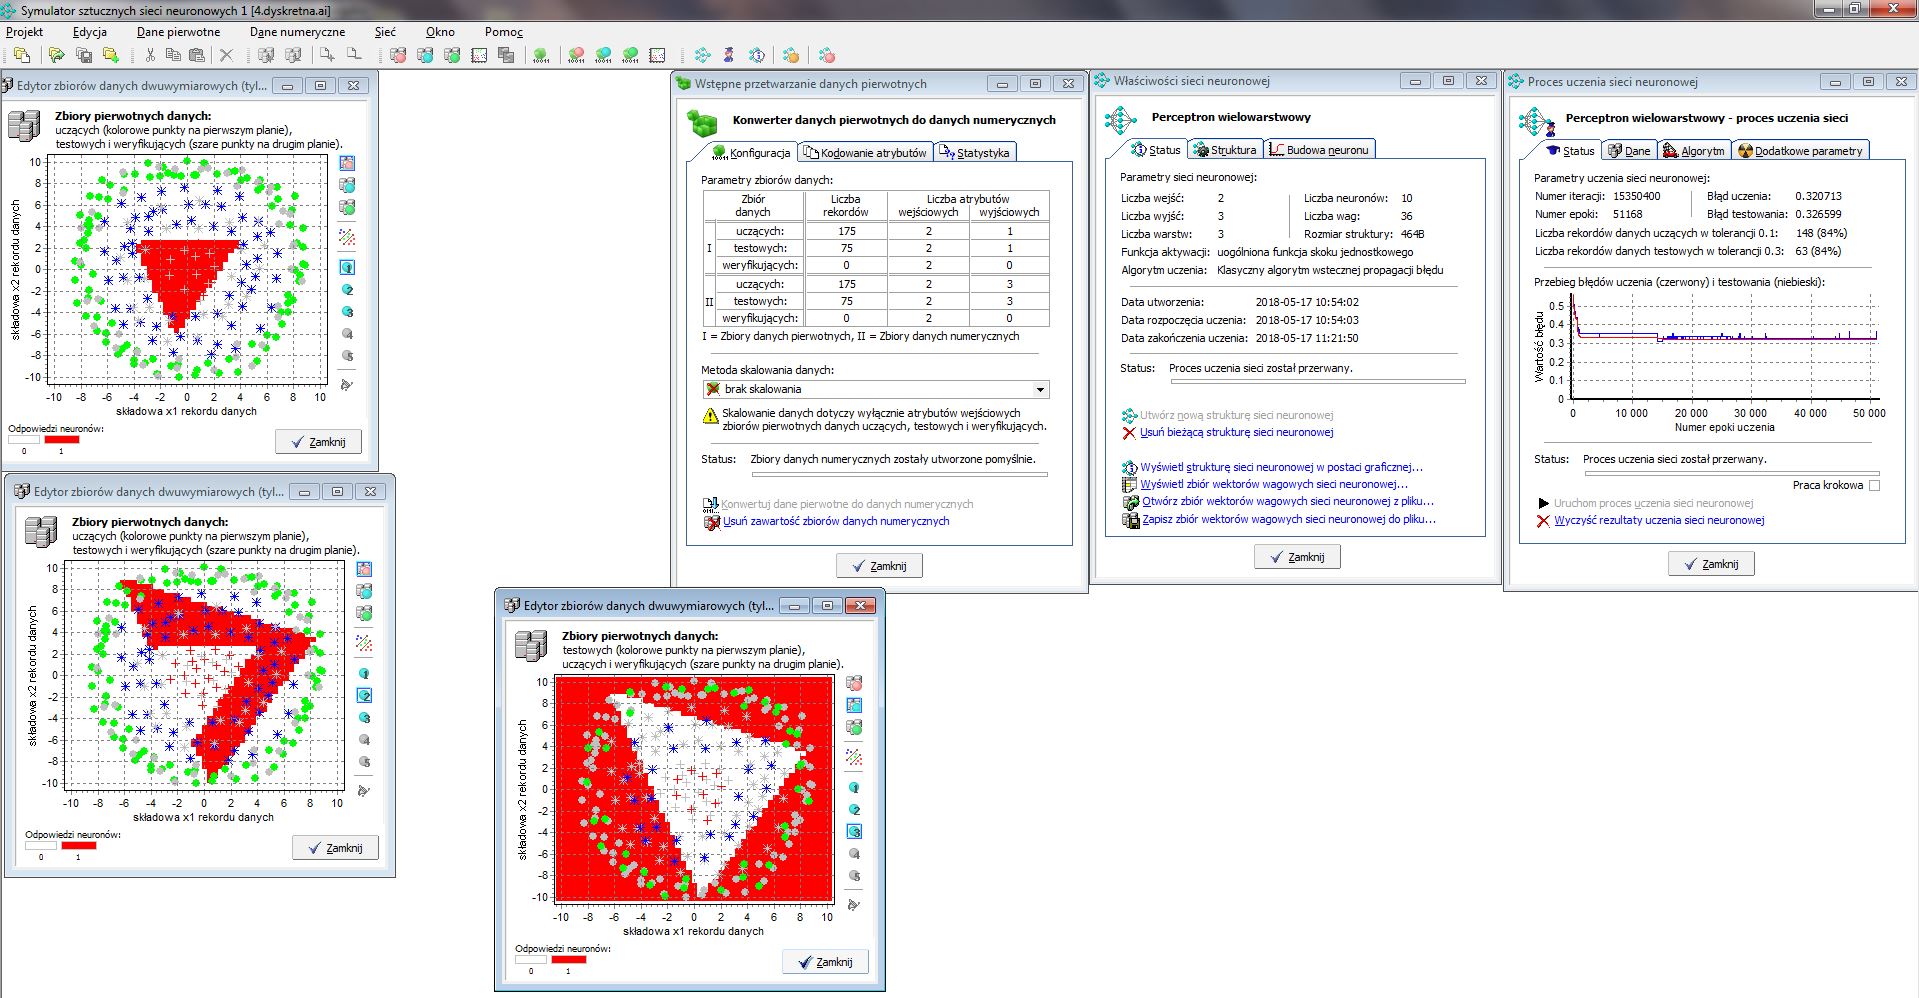 Symulator sztucznych sieci neuronowych 1 [4.dyskretna.ai]
Projekt Edycja Dane pierwotne Dane numeryczne Sieć Okno Pomoc
Edytor zbiorów danych dwuwymiarowych (tyl...
Zbiory pierwotnych danych:
uczących (kolorowe punkty na pierwszym planie),
testowych i weryfikujących (szare punkty na drugim planie).
składowa x2 rekordu danych
10
8
6
4
2
0
-2
-4
-6
-8
-10
-10 -8 -6 -4 -2 0 2 4 6 8 10
składowa x1 rekordu danych
1
2
3
4
5
Odpowiedzi neuronów:
0 1
Zamknij
Edytor zbiorów danych dwuwymiarowych (tyl...
Zbiory pierwotnych danych:
uczących (kolorowe punkty na pierwszym planie),
testowych i weryfikujących (szare punkty na drugim planie).
składowa x2 rekordu danych
10
8
6
4
2
0
-2
-4
-6
-8
-10
-10 -8 -6 -4 -2 0 2 4 6 8 10
składowa x1 rekordu danych
1
2
3
4
5
Odpowiedzi neuronów:
0 1
Zamknij
Edytor zbiorów danych dwuwymiarowych (tyl...
Zbiory pierwotnych danych:
testowych (kolorowe punkty na pierwszym planie),
uczących i weryfikujących (szare punkty na drugim planie).
składowa x2 rekordu danych
10
8
6
4
2
0
-2
-4
-6
-8
-10
-10 -8 -6 -4 -2 0 2 4 6 8 10
składowa x1 rekordu danych
1
2
3
4
5
Odpowiedzi neuronów:
0 1
Zamknij
Wstępne przetwarzanie danych pierwotnych
Konwerter danych pierwotnych do danych numerycznych
Konfiguracja Kodowanie atrybutów Statystyka
Parametry zbiorów danych:
Zbiór Liczba Liczba atrybutów
danych rekordów wejściowych wyjściowych
uczących: 175 2 1
I testowych: 75 2 1
weryfikujących: 0 2 0
uczących: 175 2 3
II testowych: 75 2 3
weryfikujących: 0 2 0
I = Zbiory danych pierwotnych, II = Zbiory danych numerycznych
Metoda skalowania danych:
brak skalowania
Skalowanie danych dotyczy wyłącznie atrybutów wejściowych
zbiorów pierwotnych danych uczących, testowych i weryfikujących.
Status: Zbiory danych numerycznych zostały utworzone pomyślnie.
Konwertuj dane pierwotne do danych numerycznych
Usuń zawartość zbiorów danych numerycznych
Zamknij
Właściwości sieci neuronowej
Perceptron wielowarstwowy
Status Struktura Budowa neuronu
Parametry sieci neuronowej:
Liczba wejść: 2 Liczba neuronów: 10
Liczba wyjść: 3 Liczba wag: 36
Liczba warstw: 3 Rozmiar struktury: 464B
Funkcja aktywacji: uogólniona funkcja skoku jednostkowego
Algorytm uczenia: Klasyczny algorytm wstecznej propagacji błędu
Data utworzenia: 2018-05-17 10:54:02
Data rozpoczęcia uczenia: 2018-05-17 10:54:03
Data zakończenia uczenia: 2018-05-17 11:21:50
Status: Proces uczenia sieci został przerwany.
Utwórz nową strukturę sieci neuronowej
Usuń bieżącą strukturę sieci neuronowej
Wyświetl strukturę sieci neuronowej w postaci graficznej...
Wyświetl zbiór wektorów wagowych sieci neuronowej...
Otwórz zbiór wektorów wagowych sieci neuronowej z pliku...
Zapisz zbiór wektorów wagowych sieci neuronowej do pliku...
Zamknij
Proces uczenia sieci neuronowej
Perceptron wielowarstwowy - proces uczenia sieci
Status Dane Algorytm Dodatkowe parametry
Parametry uczenia sieci neuronowej:
Numer iteracji: 15350400 Błąd uczenia: 0.320713
Numer epoki: 51168 Błąd testowania: 0.326599
Liczba rekordów danych uczących w tolerancji 0.1: 148 (84%)
Liczba rekordów danych testowych w tolerancji 0.3: 63 (84%)
Przebieg błędów uczenia (czerwony) i testowania (niebieski):
Wartość błędu
0.5
0.4
0.3
0.2
0.1
0
0 10 000 20 000 30 000 40 000 50 000
Numer epoki uczenia
Status: Proces uczenia sieci został przerwany.
Praca krokowa
Uruchom proces uczenia sieci neuronowej
Wyczyść rezultaty uczenia sieci neuronowej
Zamknij